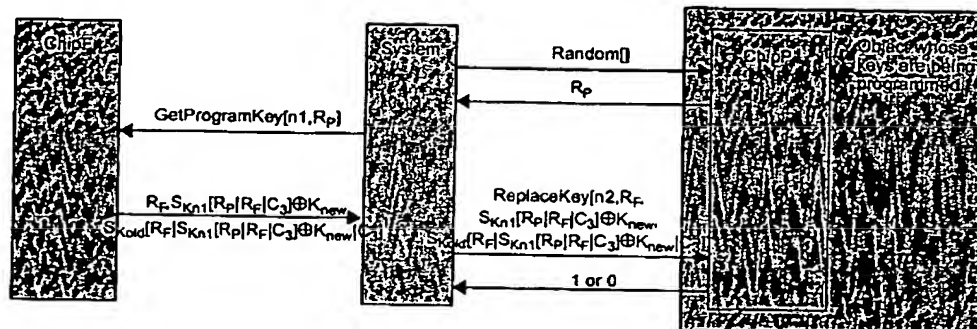 ChipF
System
ChipP
Object whose
keys are being
programmed
Random[]
RP
GetProgramKey[n1,RP]
RF, SKn1[RP|RF|C3]⊕Knew,
SKold[RF|SKn1[RP|RF|C3]⊕Knew|C3]
ReplaceKey[n2,RF,
SKn1[RP|RF|C3]⊕Knew,
SKold[RF|SKn1[RP|RF|C3]⊕Knew|
1 or 0